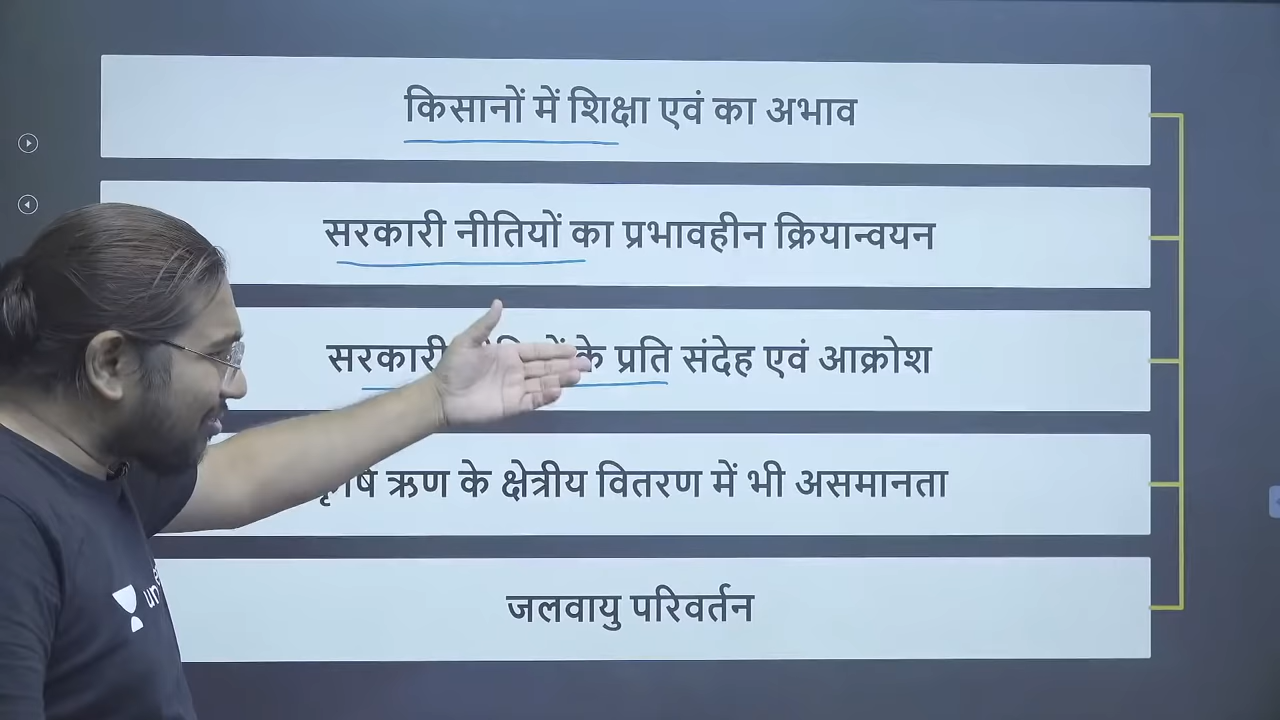 किसानों में शिक्षा एवं का अभाव
सरकारी नीतियों का प्रभावहीन क्रियान्वयन
सरकारी के प्रति संदेह एवं आक्रोश
ऋण के क्षेत्रीय वितरण में भी असमानता
जलवायु परिवर्तन